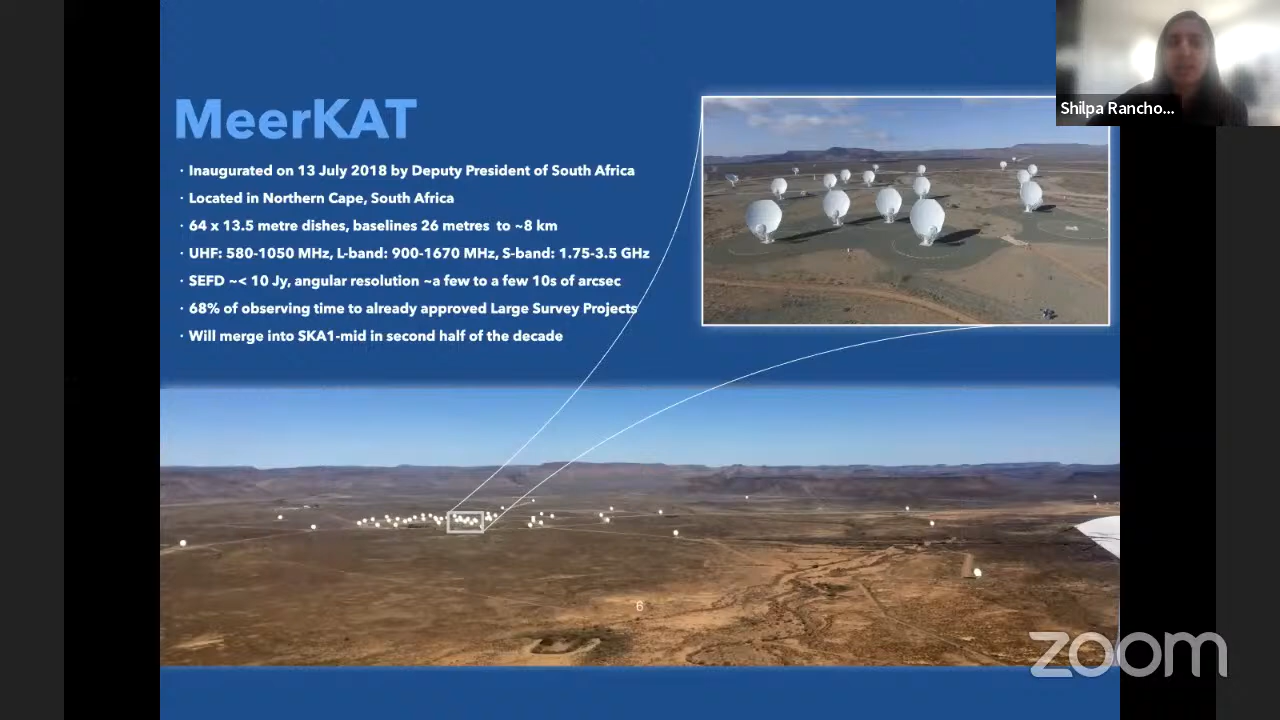 Shilpa Rancho...
MeerKAT
· Inaugurated on 13 July 2018 by Deputy President of South Africa
· Located in Northern Cape, South Africa
· 64 x 13.5 metre dishes, baselines 26 metres to ~8 km
· UHF: 580-1050 MHz, L-band: 900-1670 MHz, S-band: 1.75-3.5 GHz
· SEFD ~< 10 Jy, angular resolution ~a few to a few 10s of arcsec
· 68% of observing time to already approved Large Survey Projects
· Will merge into SKA1-mid in second half of the decade
6
zoom